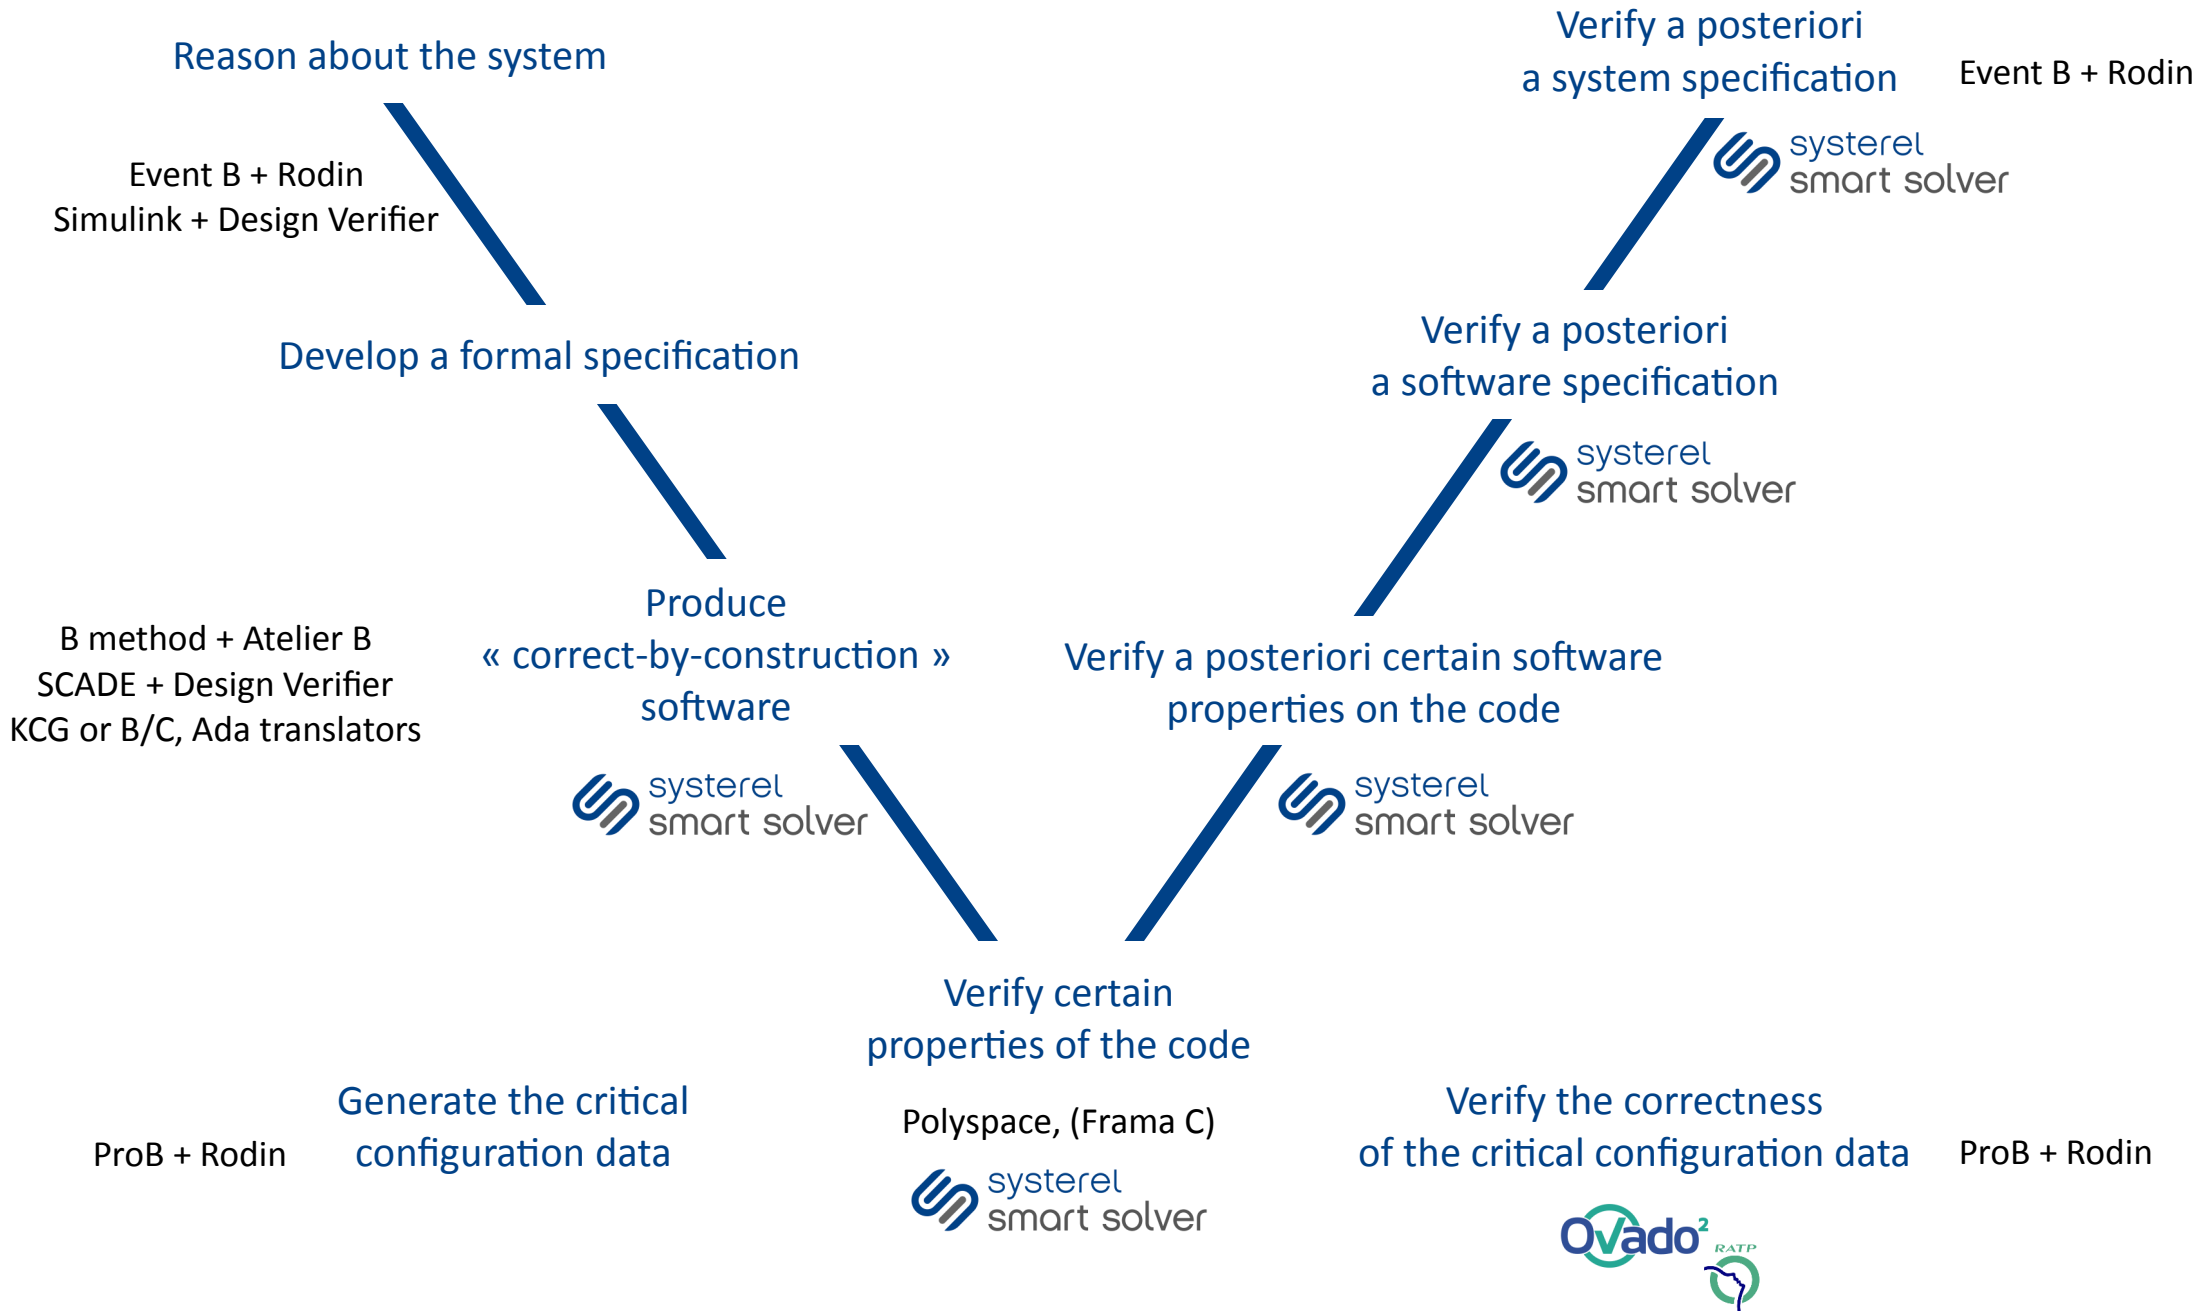 Reason about the system
Event B + Rodin
Simulink + Design Verifier
Develop a formal specification
B method + Atelier B
SCADE + Design Verifier
KCG or B/C, Ada translators
Produce
« correct-by-construction »
software
systerel
smart solver
Generate the critical
configuration data
ProB + Rodin
Verify certain
properties of the code
Polyspace, (Frama C)
systerel
smart solver
Verify a posteriori
a system specification
Event B + Rodin
systerel
smart solver
Verify a posteriori
a software specification
systerel
smart solver
Verify a posteriori certain software
properties on the code
systerel
smart solver
Verify the correctness
of the critical configuration data
ProB + Rodin
Ovado²
RATP